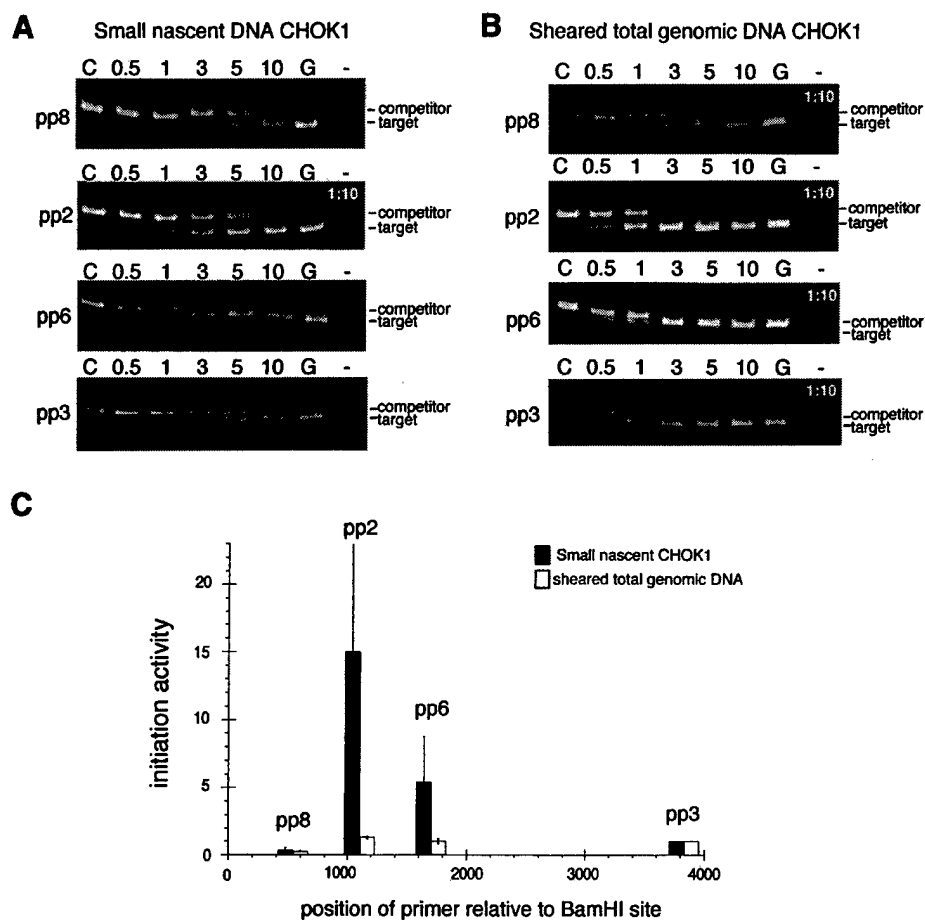 A Small nascent DNA CHOK1
C 0.5 1 3 5 10 G -
pp8
competitor
target
C 0.5 1 3 5 10 G -
pp2
1:10
competitor
target
C 0.5 1 3 5 10 G -
pp6
competitor
target
C 0.5 1 3 5 10 G -
pp3
competitor
target
B Sheared total genomic DNA CHOK1
C 0.5 1 3 5 10 G -
pp8
1:10
competitor
target
C 0.5 1 3 5 10 G -
pp2
1:10
competitor
target
C 0.5 1 3 5 10 G -
pp6
1:10
competitor
target
C 0.5 1 3 5 10 G -
pp3
1:10
competitor
target
C
initiation activity
20
15
10
5
0
pp8
pp2
pp6
pp3
Small nascent CHOK1
sheared total genomic DNA
0 1000 2000 3000 4000
position of primer relative to BamHI site